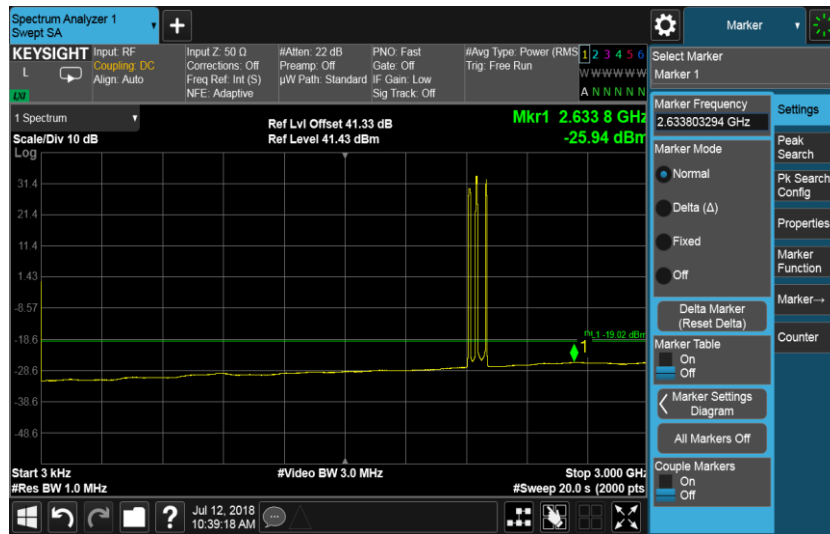 Spectrum Analyzer 1
Swept SA
Marker
KEYSIGHT
L
LXI
Input: RF
Coupling: DC
Align: Auto
Input Z: 50 Ω
Corrections: Off
Freq Ref: Int (S)
NFE: Adaptive
#Atten: 22 dB
Preamp: Off
µW Path: Standard
PNO: Fast
Gate: Off
IF Gain: Low
Sig Track: Off
#Avg Type: Power (RMS
Trig: Free Run
1 2 3 4 5 6
W W W W W W
A N N N N N
Select Marker
Marker 1
1 Spectrum
Scale/Div 10 dB
Log
Ref Lvl Offset 41.33 dB
Ref Level 41.43 dBm
Mkr1 2.633 8 GHz
-25.94 dBm
31.4
21.4
11.4
1.43
-8.57
-18.6
-28.6
-38.6
-48.6
DL1 -19.02 dBm
1
Start 3 kHz
#Res BW 1.0 MHz
#Video BW 3.0 MHz
Stop 3.000 GHz
#Sweep 20.0 s (2000 pts
Marker Frequency
2.633803294 GHz
Marker Mode
Normal
Delta (Δ)
Fixed
Off
Delta Marker
(Reset Delta)
Marker Table
On
Off
Marker Settings
Diagram
All Markers Off
Couple Markers
On
Off
Settings
Peak
Search
Pk Search
Config
Properties
Marker
Function
Marker→
Counter
?
Jul 12, 2018
10:39:18 AM